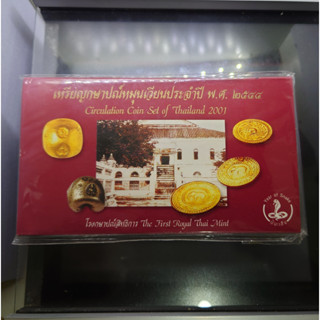 เหรียญกษาปณ์หมุนเวียนประจำปี พ.ศ. ๒๕๔๔
Circulation Coin Set of Thailand 2001
โรงกษาปณ์สิทธิการ The First Royal Thai Mint